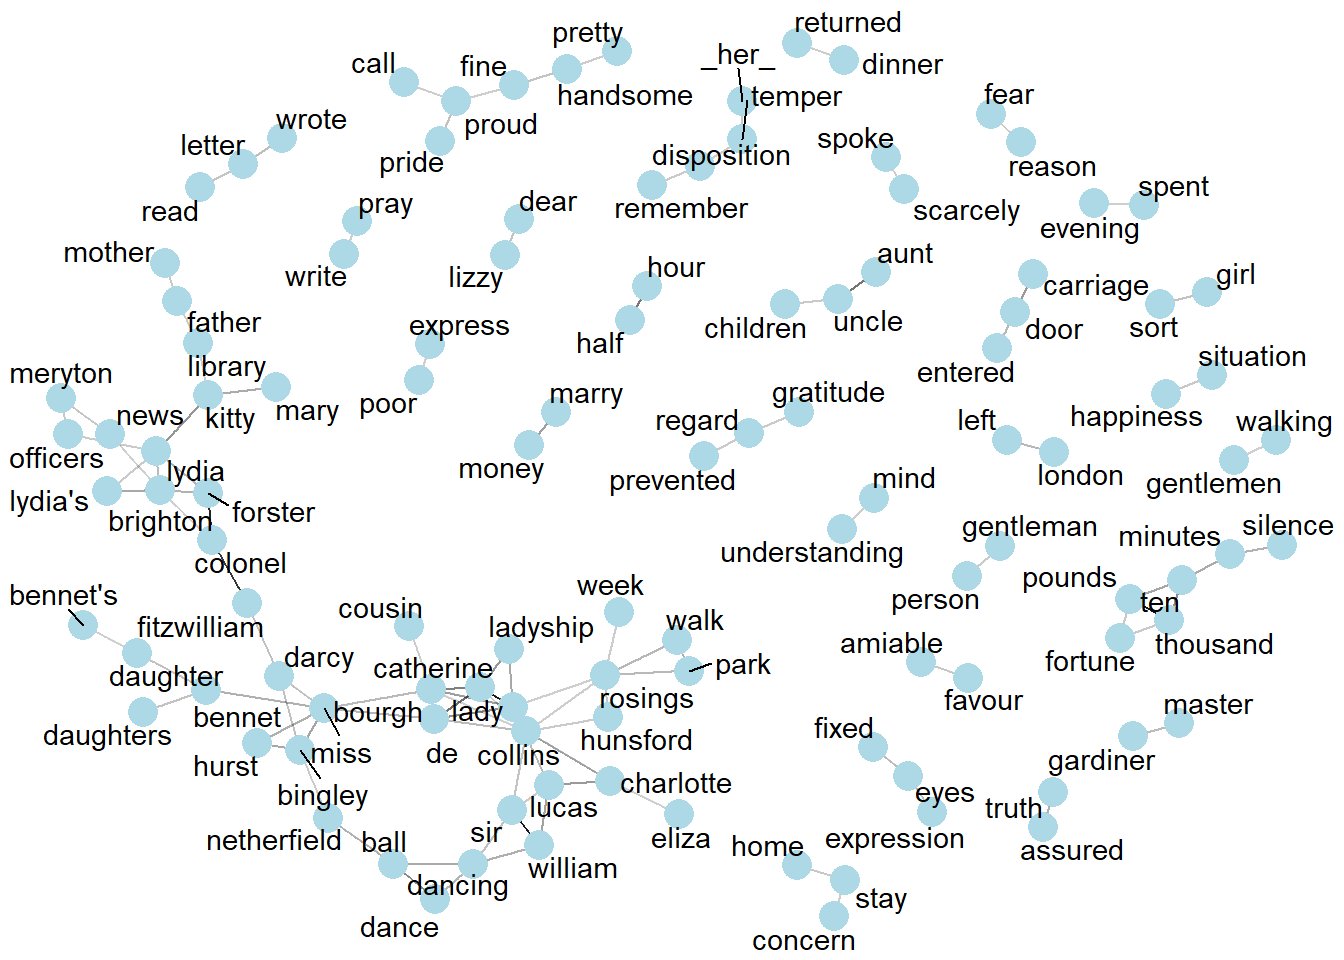 returned
pretty
_her_
call
fine
dinner
handsome
temper
fear
wrote
proud
letter
spoke
disposition
pride
reason
spent
dear
pray
read
remember
scarcely
evening
mother
aunt
hour
girl
write
lizzy
carriage
father
express
children
uncle
door
sort
half
situation
library
meryton
entered
marry
gratitude
poor
news
kitty
mary
regard
left
happiness
walking
officers
lydia
money
prevented
mind
london
gentlemen
lydia's
brighton
forster
gentleman
silence
minutes
understanding
colonel
pounds
week
bennet's
cousin
person
ten
fitzwilliam
ladyship
walk
amiable
thousand
darcy
catherine
park
fortune
daughter
rosings
favour
master
bennet
bourgh
lady
daughters
de
collins
hunsford
fixed
miss
hurst
gardiner
bingley
charlotte
eyes
lucas
truth
netherfield
ball
sir
eliza
expression
home
assured
william
dancing
stay
dance
concern